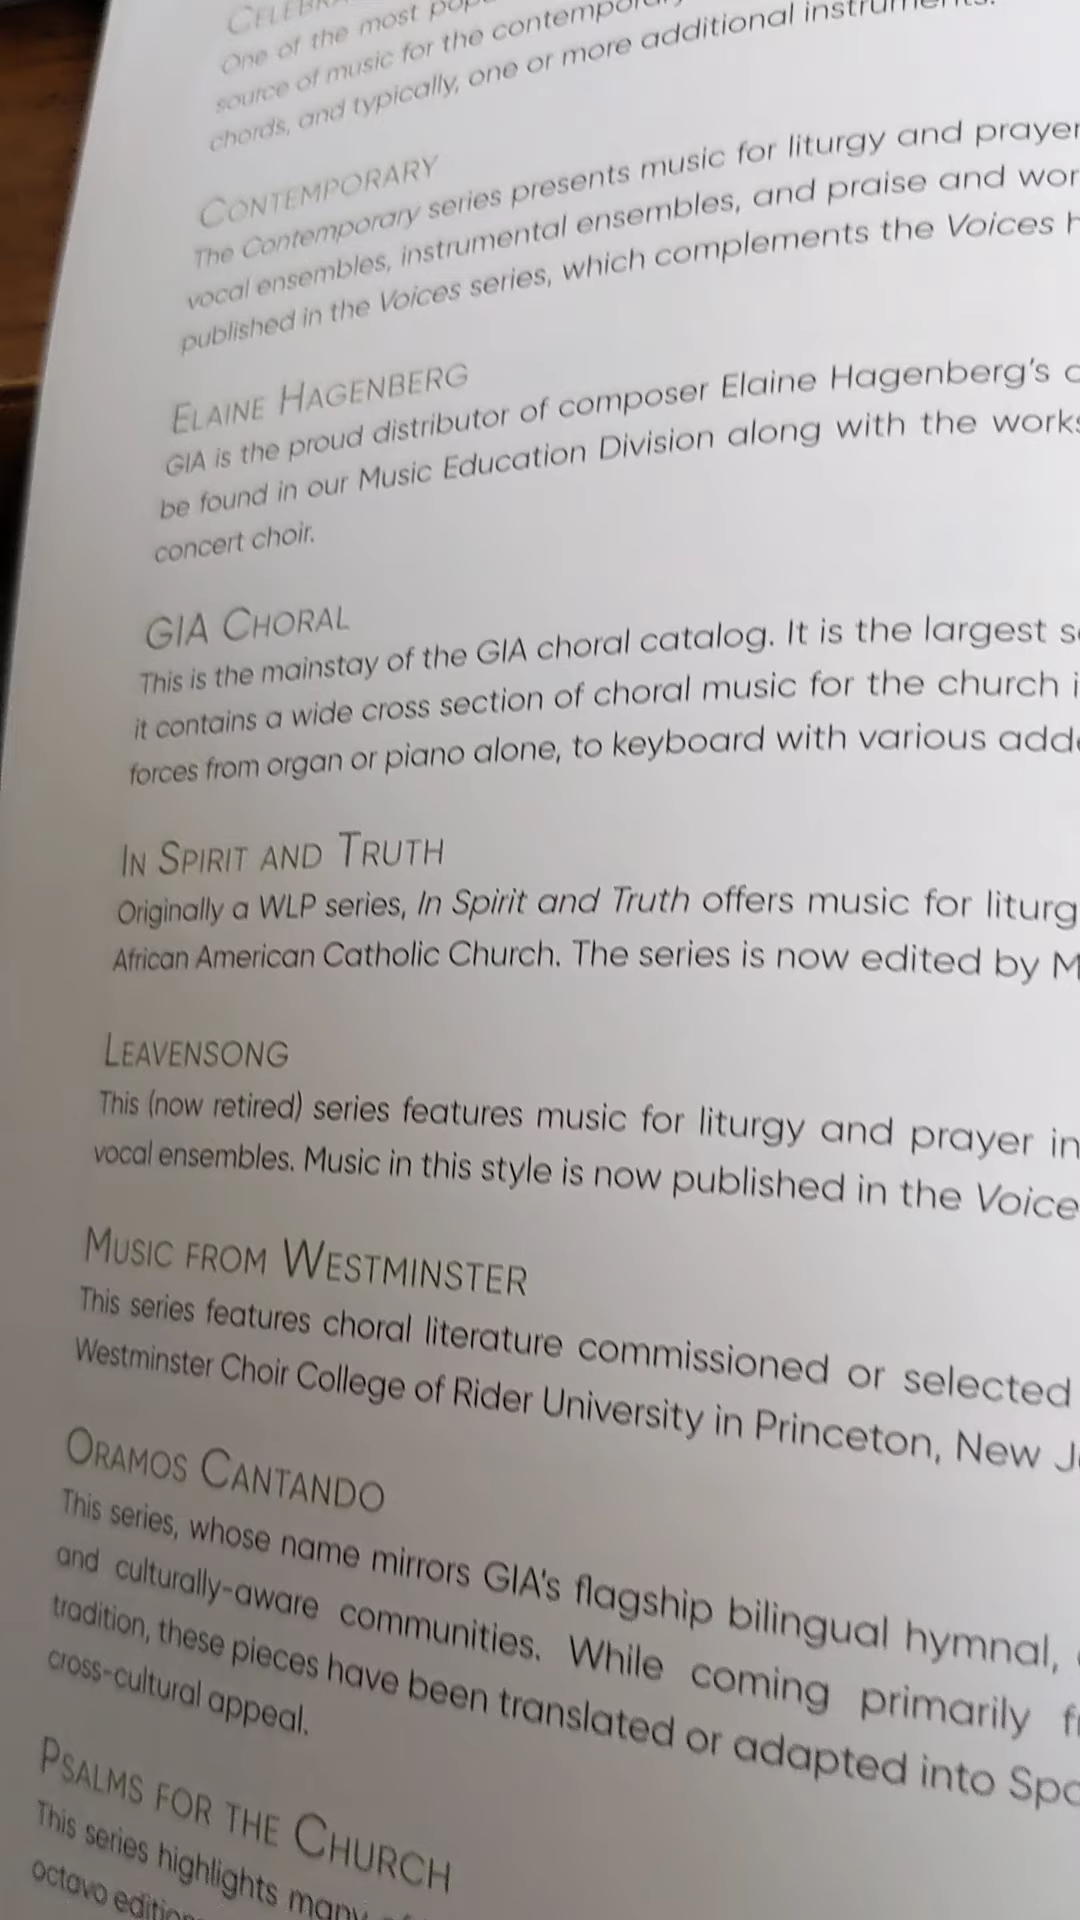 One of the most
source of music for the
chords, and typically, one or more additional
CONTEMPORARY
The Contemporary series presents music for liturgy and prayer
vocal ensembles, instrumental ensembles, and praise and
published in the Voices series, which complements the Voices
ELAINE HAGENBERG
GIA is the proud distributor of composer Elaine Hagenberg's
be found in our Music Education Division along with the works
concert choir.
GIA CHORAL
This is the mainstay of the GIA choral catalog. It is the largest
it contains a wide cross section of choral music for the church
forces from organ or piano alone, to keyboard with various
IN SPIRIT AND TRUTH
Originally a WLP series, In Spirit and Truth offers music for
African American Catholic Church. The series is now edited by
LEAVENSONG
This (now retired) series features music for liturgy and prayer in
vocal ensembles. Music in this style is now published in the
MUSIC FROM WESTMINSTER
This series features choral literature commissioned or selected
Westminster Choir College of Rider University in Princeton, New
ORAMOS CANTANDO
This series, whose name mirrors GIA's flagship bilingual hymnal,
and culturally-aware communities. While coming primarily
tradition, these pieces have been translated or adapted into
cross-cultural appeal.
PSALMS FOR THE CHURCH
This series highlights many
octavo